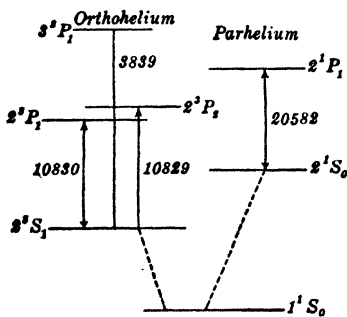 Orthohelium
3³P₁
Parhelium
3839
2¹P₁
2³P₂
2³P₁
20582
10830
10829
2¹S₀
2³S₁
1¹S₀